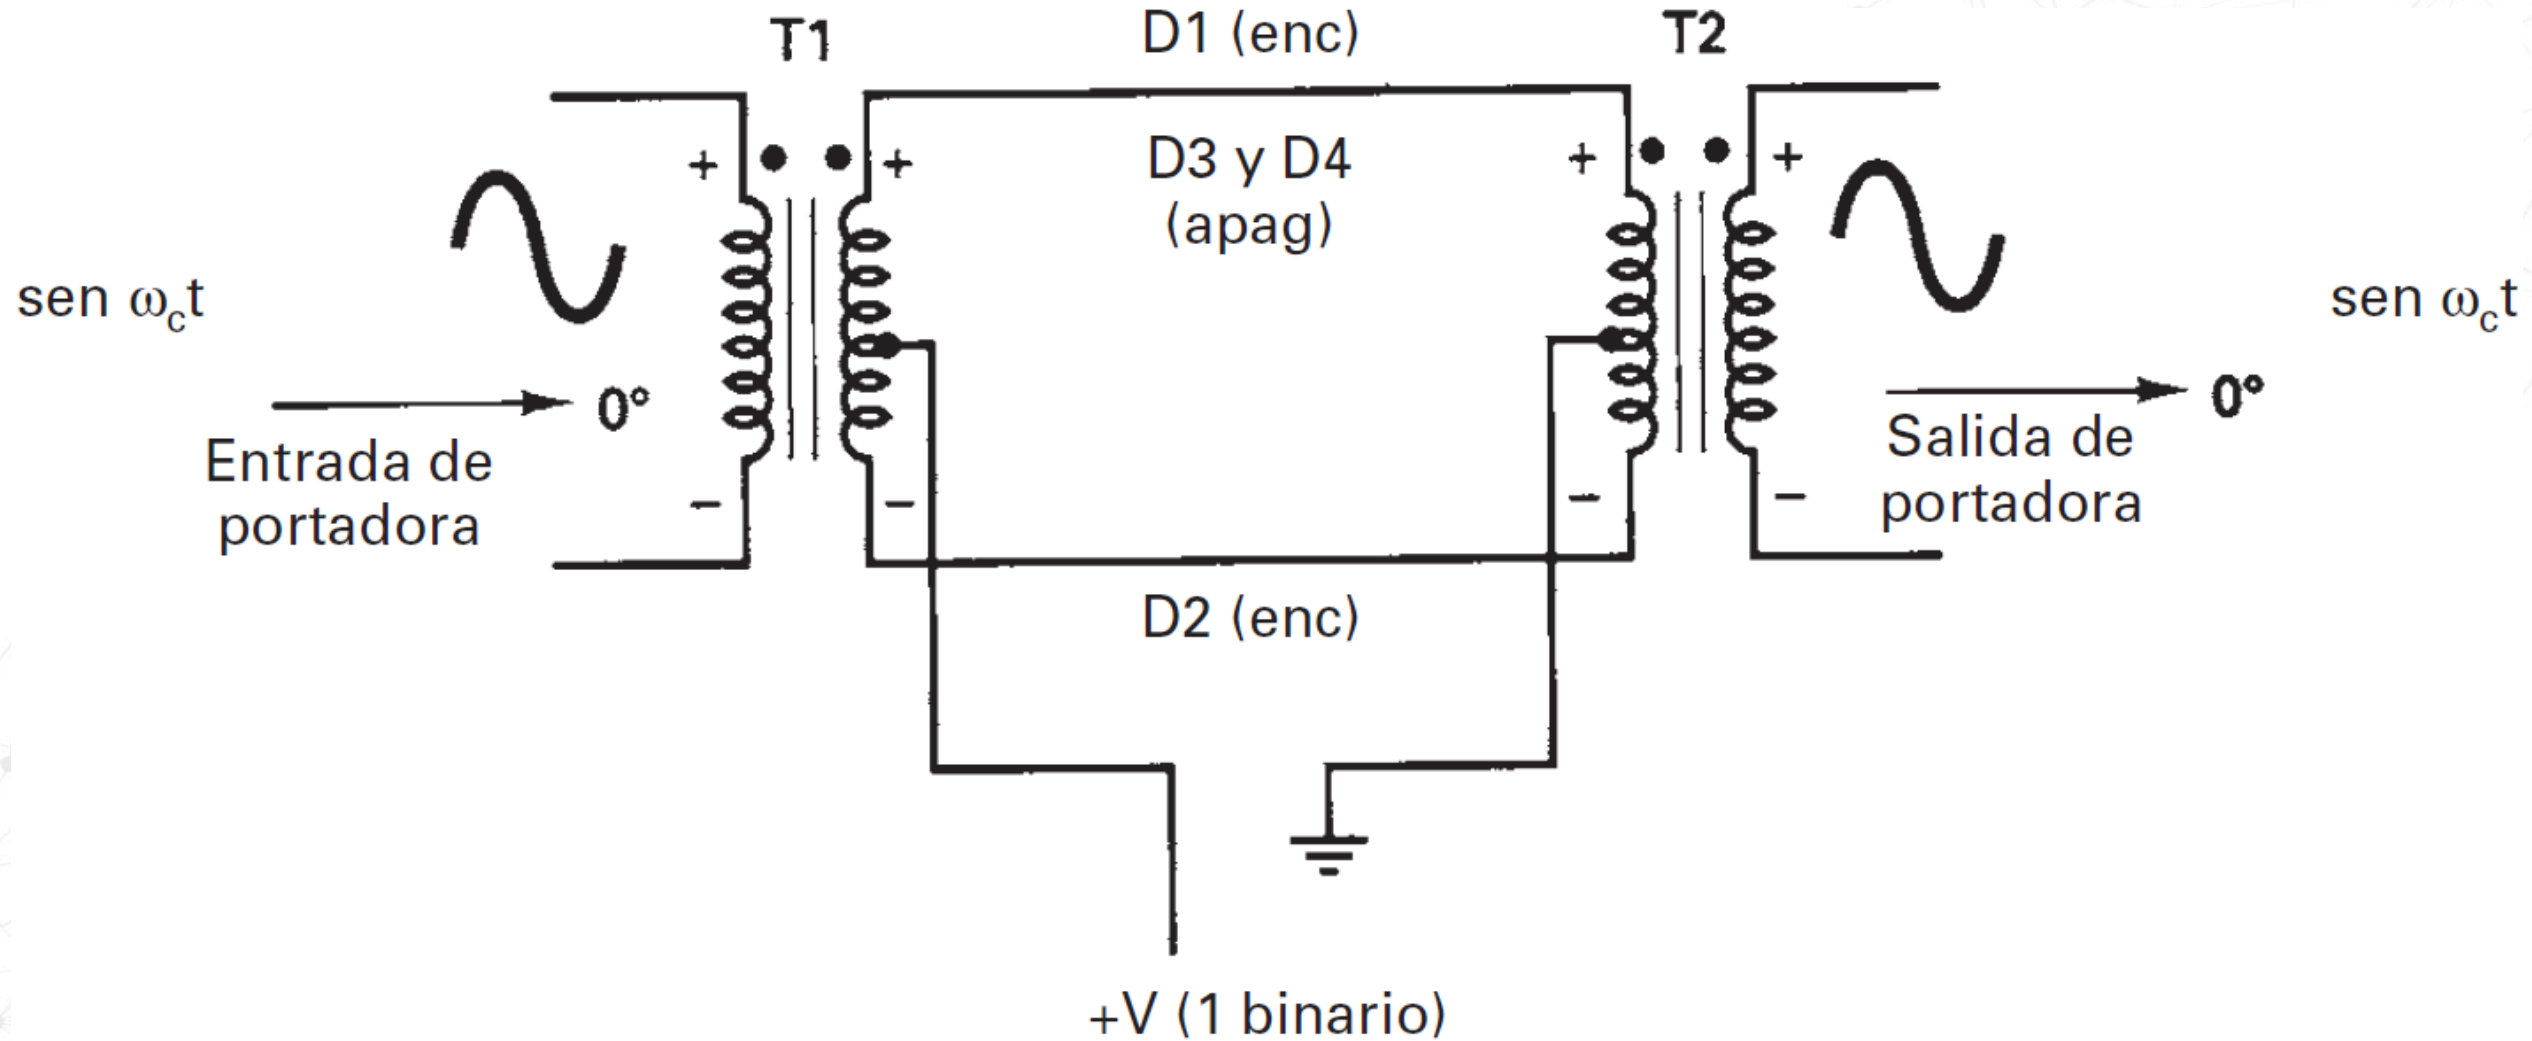 T1
D1 (enc)
T2
+ +
D3 y D4
(apag)
+ +
sen ωct
0°
Entrada de
portadora
− −
D2 (enc)
− −
sen ωct
0°
Salida de
portadora
+V (1 binario)